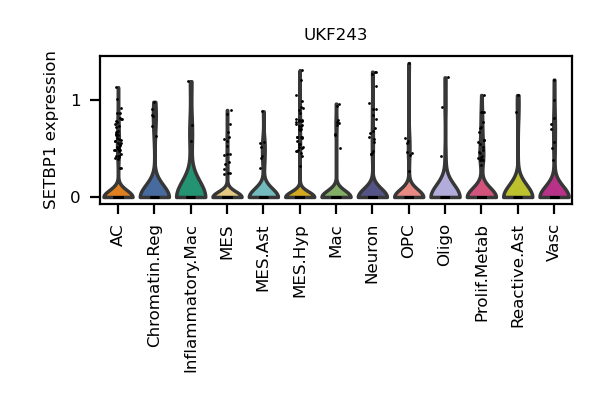 UKF243
SETBP1 expression
1
0
AC
Chromatin.Reg
Inflammatory.Mac
MES
MES.Ast
MES.Hyp
Mac
Neuron
OPC
Oligo
Prolif.Metab
Reactive.Ast
Vasc